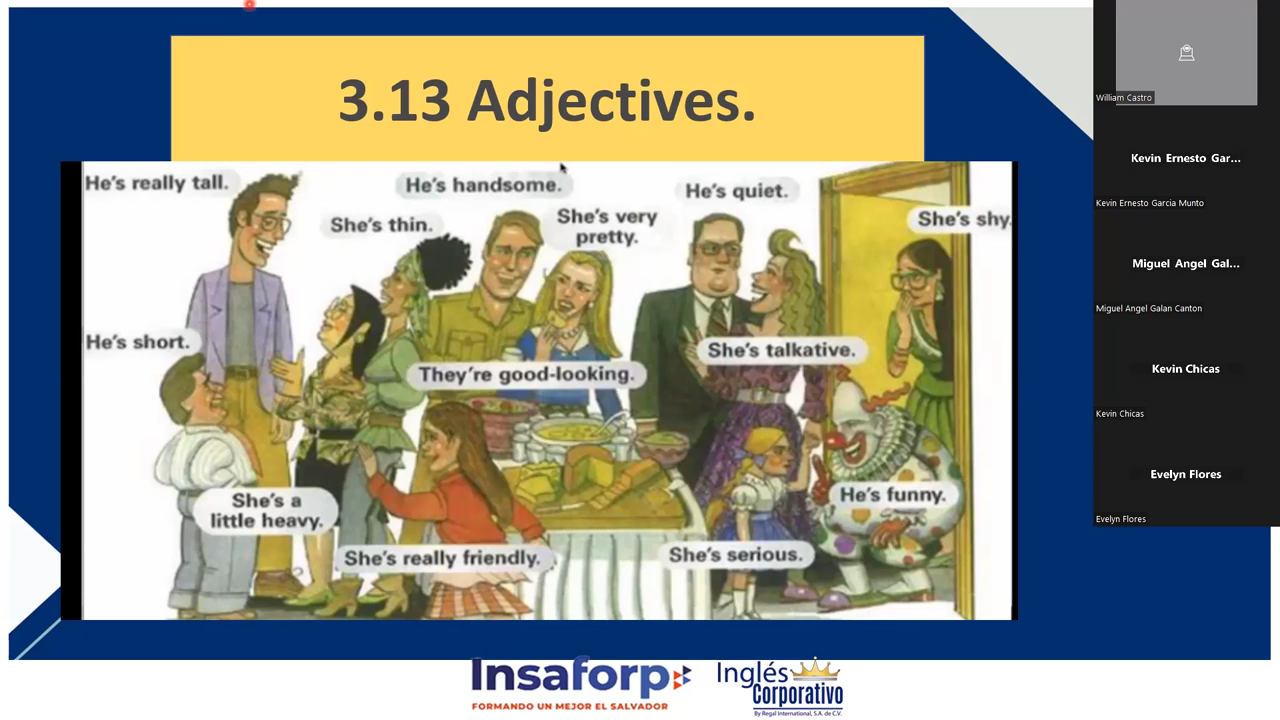 3.13 Adjectives.
He's really tall.
He's handsome.
He's quiet.
She's thin.
She's very
pretty.
She's shy.
He's short.
They're good-looking.
She's talkative.
She's a
little heavy.
He's funny.
She's really friendly.
She's serious.
Insaforp
FORMANDO UN MEJOR EL SALVADOR
Inglés
Corporativo
By Regal International, S.A. de C.V.
William Castro
Kevin Ernesto Gar...
Kevin Ernesto Garcia Munto
Miguel Angel Gal...
Miguel Angel Galan Canton
Kevin Chicas
Kevin Chicas
Evelyn Flores
Evelyn Flores